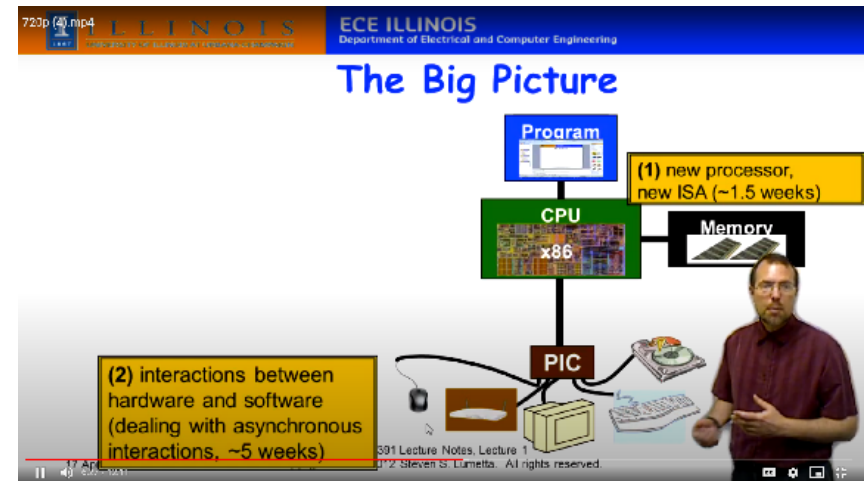 720p (4).mp4
ILLINOIS
ECE ILLINOIS
Department of Electrical and Computer Engineering
The Big Picture
Program
(1) new processor,
new ISA (~1.5 weeks)
CPU
x86
Memory
PIC
(2) interactions between
hardware and software
(dealing with asynchronous
interactions, ~5 weeks)
391 Lecture Notes, Lecture 1
Steven S. Lumetta. All rights reserved.